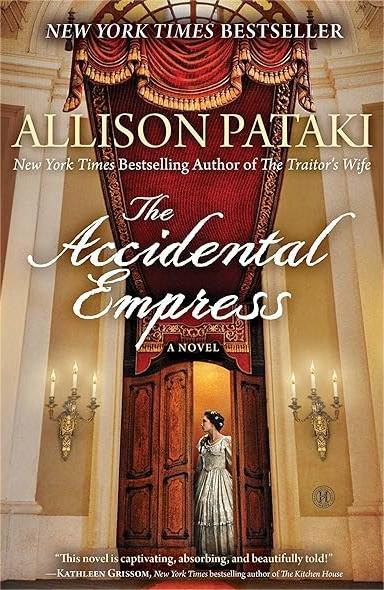 NEW YORK TIMES BESTSELLER
ALLISON PATAKI
New York Times Bestselling Author of The Traitor's Wife
The
Accidental
Empress
A NOVEL
H
"This novel is captivating, absorbing, and beautifully told!"
—KATHLEEN GRISSOM, New York Times bestselling author of The Kitchen House